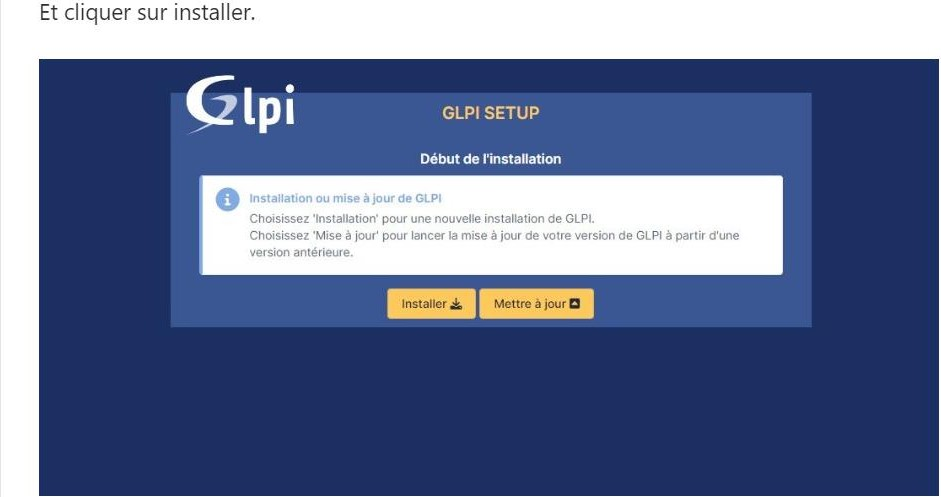 Et cliquer sur installer.
Glpi
GLPI SETUP
Début de l'installation
Installation ou mise à jour de GLPI
Choisissez 'Installation' pour une nouvelle installation de GLPI.
Choisissez 'Mise à jour' pour lancer la mise à jour de votre version de GLPI à partir d'une
version antérieure.
Installer
Mettre à jour